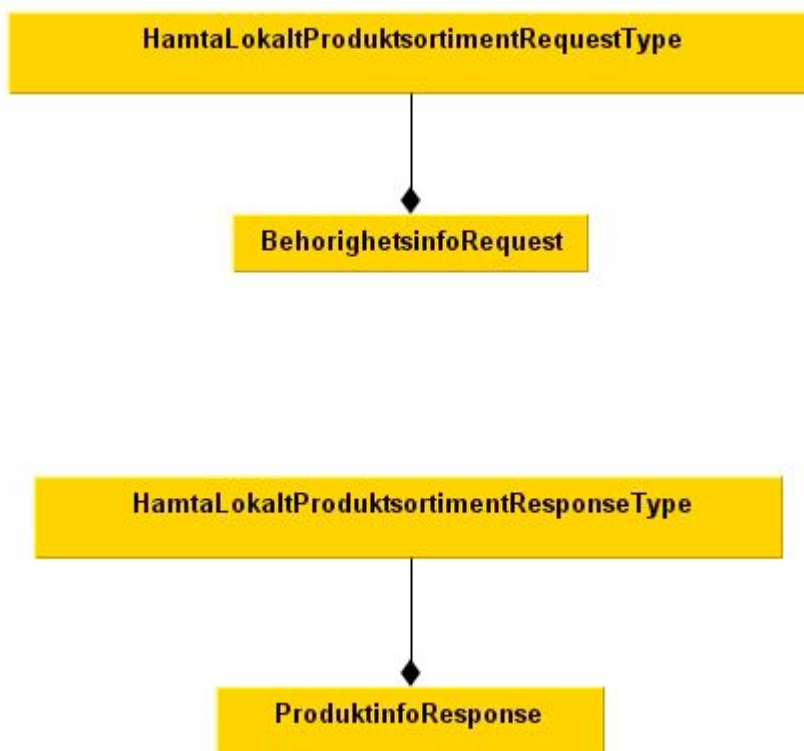 HamtaLokaltProduktsortimentRequestType
BehorighetsinfoRequest
HamtaLokaltProduktsortimentResponseType
ProduktinfoResponse